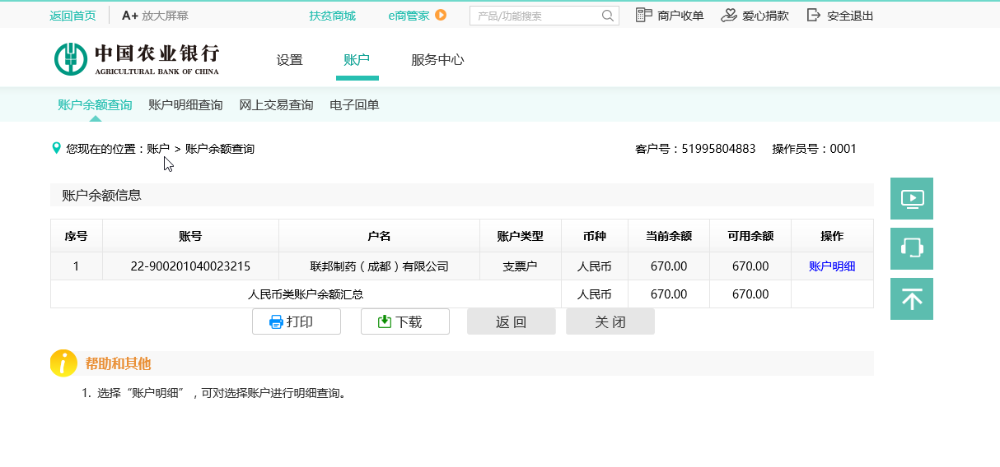 返回首页 A+ 放大屏幕 扶贫商城 e商管家 产品/功能搜索 商户收单 爱心捐款 安全退出
中国农业银行
AGRICULTURAL BANK OF CHINA
设置 账户 服务中心
账户余额查询 账户明细查询 网上交易查询 电子回单
您现在的位置：账户 > 账户余额查询 客户号：51995804883 操作员号：0001
账户余额信息
序号 账号 户名 账户类型 币种 当前余额 可用余额 操作
1 22-900201040023215 联邦制药（成都）有限公司 支票户 人民币 670.00 670.00 账户明细
人民币类账户余额汇总 人民币 670.00 670.00
打印 下载 返 回 关 闭
帮助和其他
1. 选择“账户明细”，可对选择账户进行明细查询。